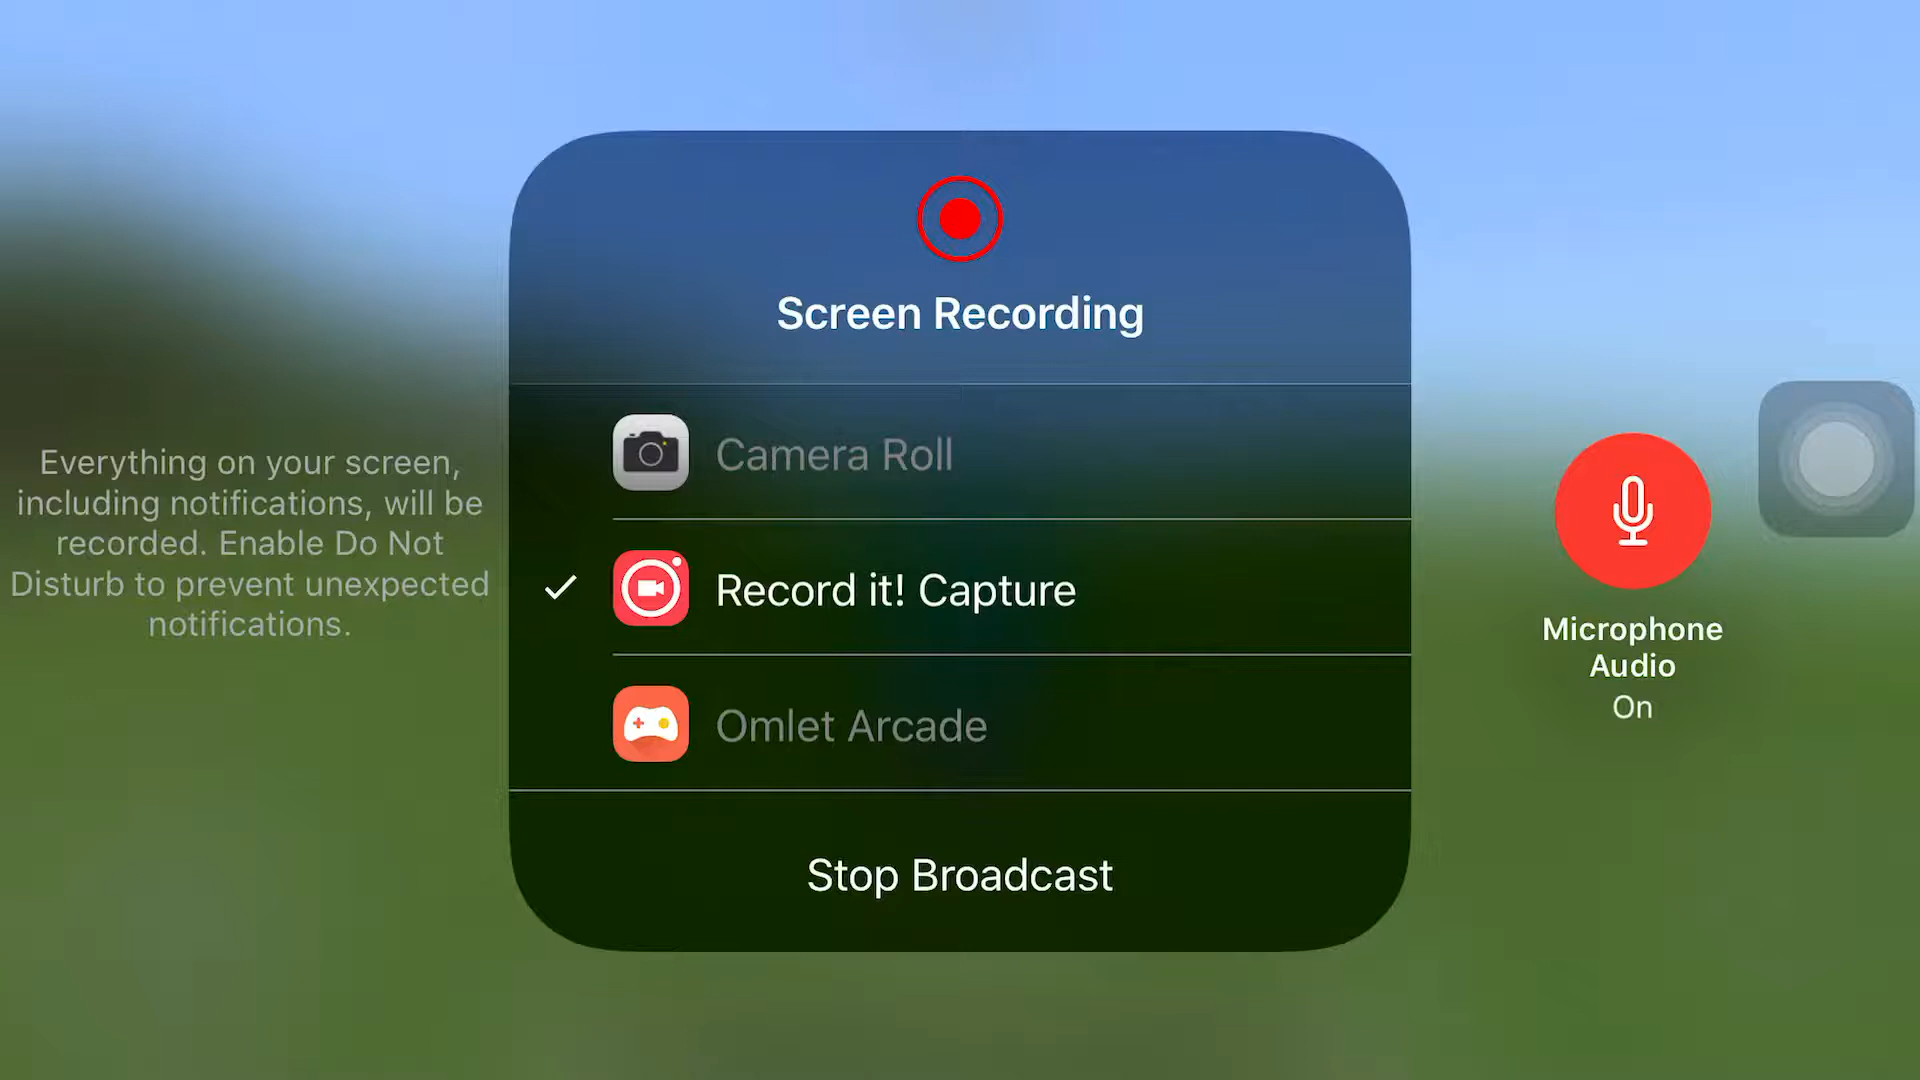 Screen Recording
Everything on your screen,
including notifications, will be
recorded. Enable Do Not
Disturb to prevent unexpected
notifications.
Camera Roll
Record it! Capture
Omlet Arcade
Stop Broadcast
Microphone
Audio
On